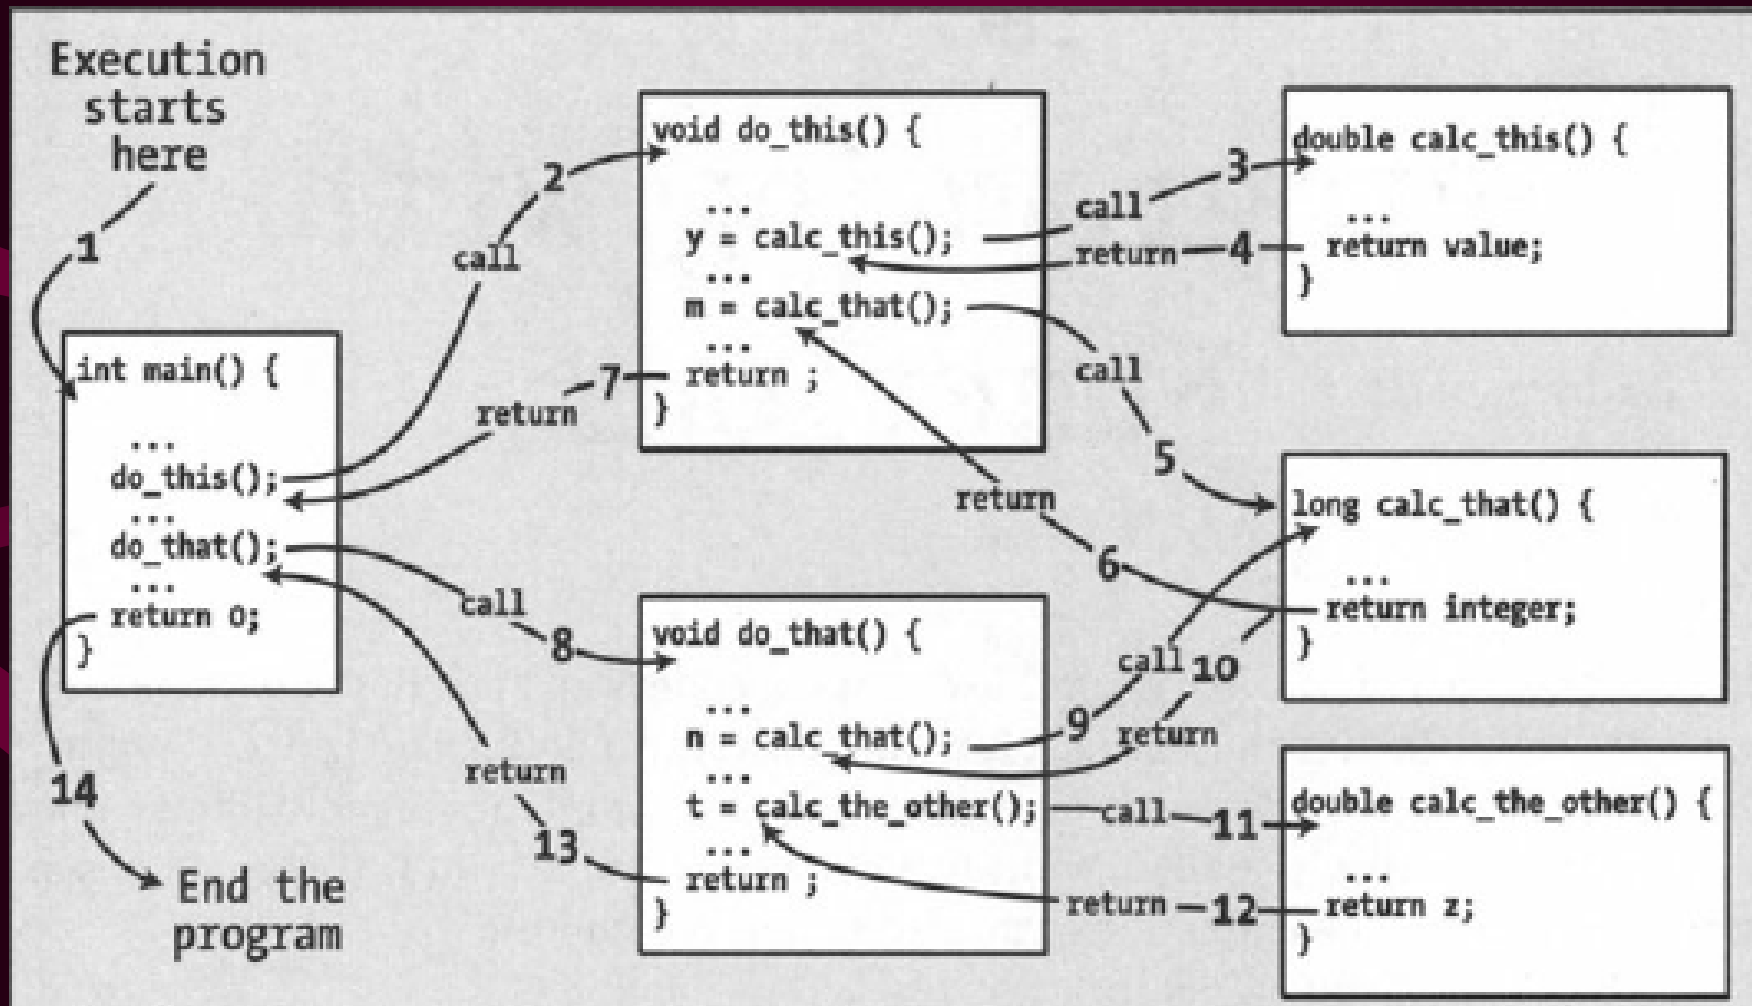 Execution
starts
here
1
int main() {
...
do_this();
...
do_that();
...
return 0;
}
14
End the
program
2
call
7
return
call
8
return
13
void do_this() {
...
y = calc_this();
...
m = calc_that();
...
return ;
}
void do_that() {
...
n = calc_that();
...
t = calc_the_other();
...
return ;
}
call
3
return
4
call
5
return
6
call
9
10
return
call
11
return
12
double calc_this() {
...
return value;
}
long calc_that() {
...
return integer;
}
double calc_the_other() {
...
return z;
}